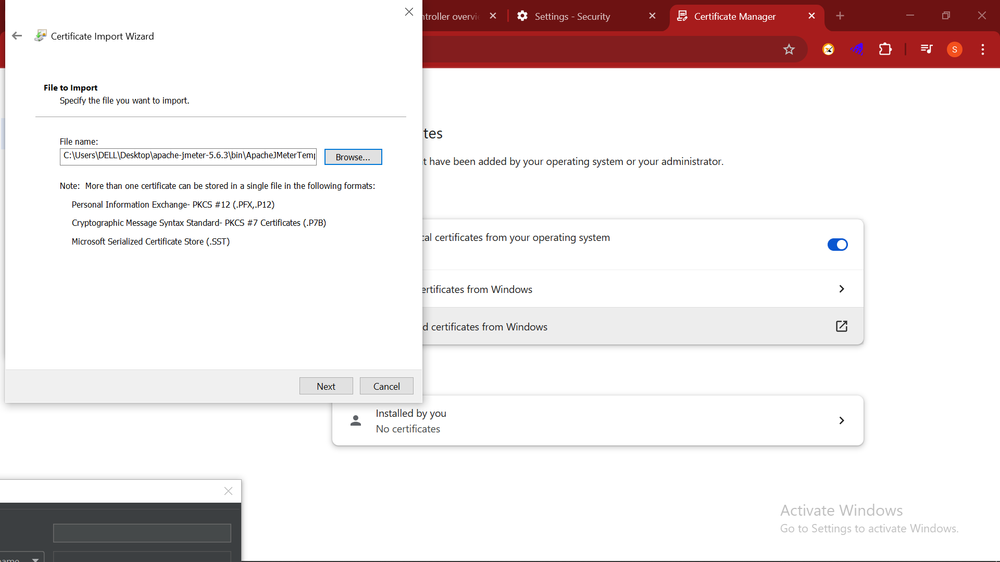 ntroller overvi
Settings - Security
Certificate Manager
S
Certificate Import Wizard
File to Import
Specify the file you want to import.
File name:
C:\Users\DELL\Desktop\apache-jmeter-5.6.3\bin\ApacheJMeterTemp
Browse...
Note: More than one certificate can be stored in a single file in the following formats:
Personal Information Exchange- PKCS #12 (.PFX,.P12)
Cryptographic Message Syntax Standard- PKCS #7 Certificates (.P7B)
Microsoft Serialized Certificate Store (.SST)
Next
Cancel
tes
t have been added by your operating system or your administrator.
cal certificates from your operating system
ertificates from Windows
d certificates from Windows
Installed by you
No certificates
Activate Windows
Go to Settings to activate Windows.